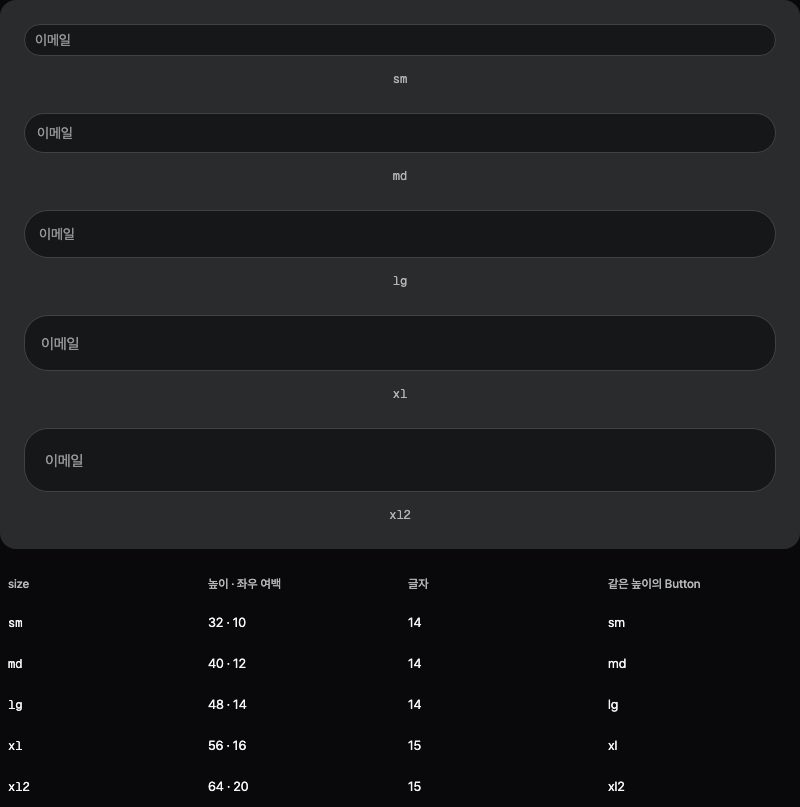 이메일
sm
이메일
md
이메일
lg
이메일
xl
이메일
xl2
size 높이 · 좌우 여백 글자 같은 높이의 Button
sm 32 · 10 14 sm
md 40 · 12 14 md
lg 48 · 14 14 lg
xl 56 · 16 15 xl
xl2 64 · 20 15 xl2